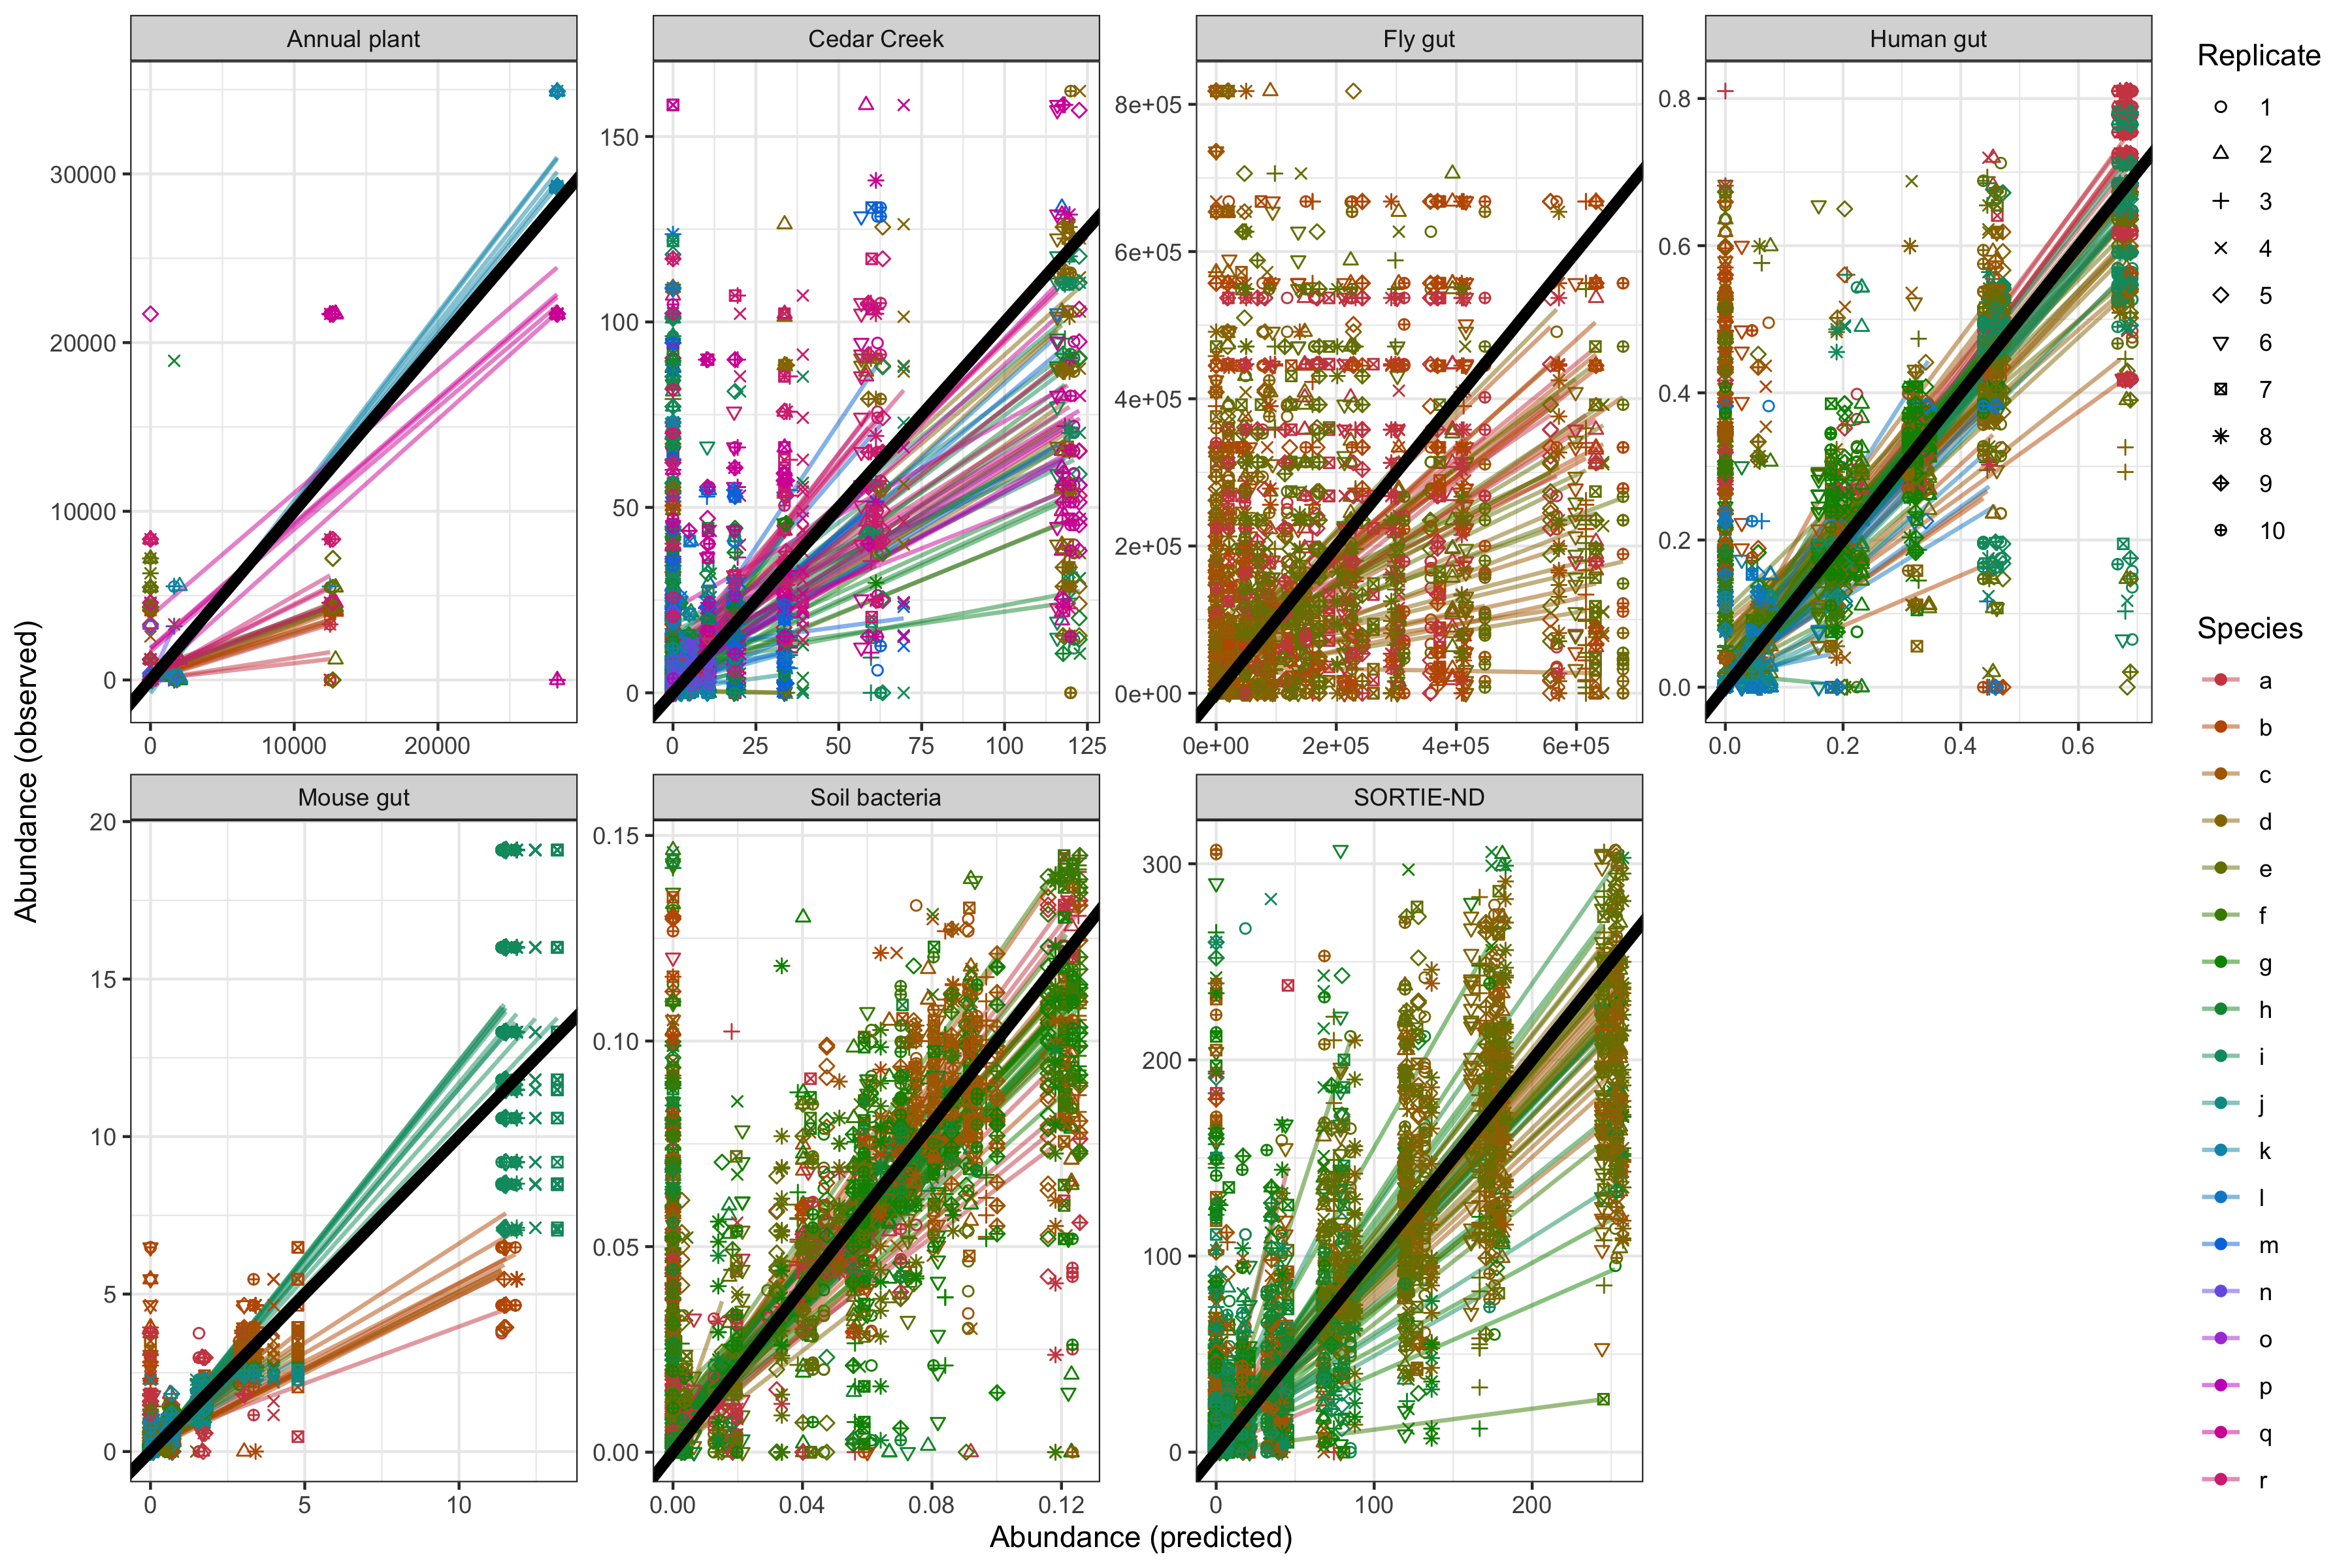 Annual plant
Cedar Creek
Fly gut
Human gut
Replicate
1
2
3
4
5
6
7
8
9
10
Species
a
b
c
d
e
f
g
h
i
j
k
l
m
n
o
p
q
r
30000
20000
10000
0
0 10000 20000
150
100
50
0
0 25 50 75 100 125
8e+05
6e+05
4e+05
2e+05
0e+00
0e+00 2e+05 4e+05 6e+05
0.8
0.6
0.4
0.2
0.0
0.0 0.2 0.4 0.6
Abundance (observed)
Mouse gut
Soil bacteria
SORTIE-ND
20
15
10
5
0
0 5 10
0.15
0.10
0.05
0.00
0.00 0.04 0.08 0.12
300
200
100
0
0 100 200
Abundance (predicted)